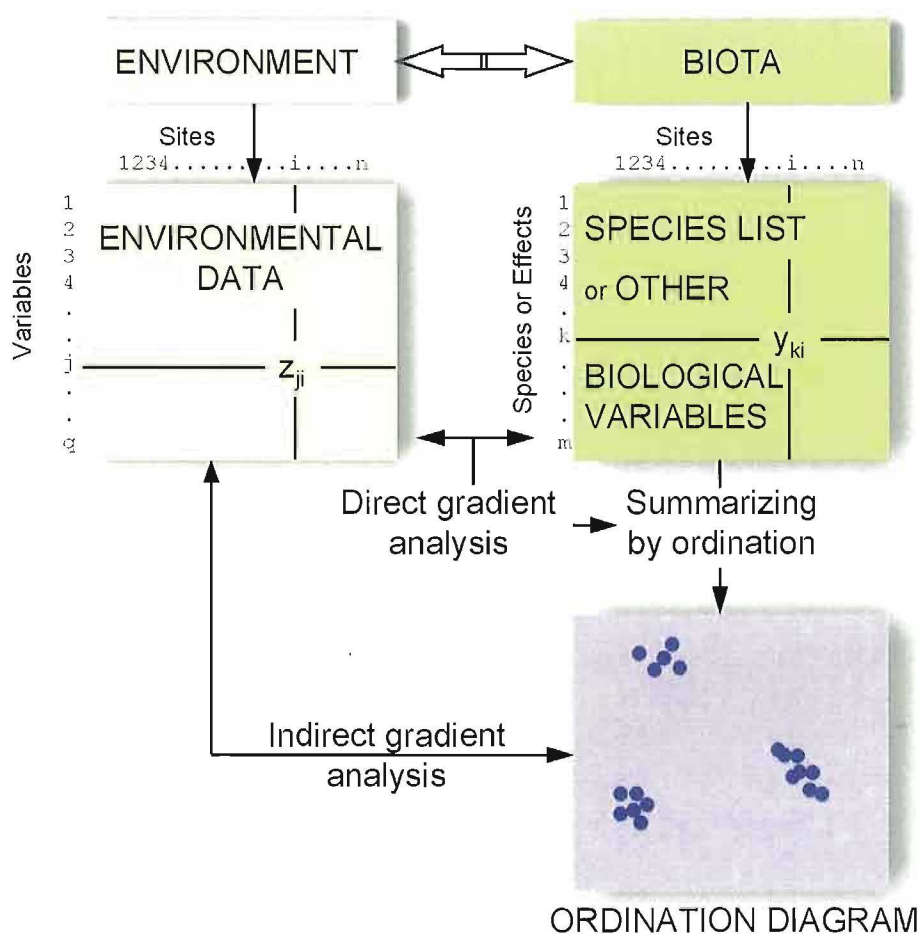 ENVIRONMENT
BIOTA
Sites
1234.........i....n
Sites
1234.........i....n
Variables
1
2
3
4
.
.
j
.
.
q
ENVIRONMENTAL
DATA
z_ji
Species or Effects
1
2
3
4
.
k
.
.
.
m
SPECIES LIST
or OTHER
y_ki
BIOLOGICAL
VARIABLES
Direct gradient
analysis
Summarizing
by ordination
Indirect gradient
analysis
ORDINATION DIAGRAM